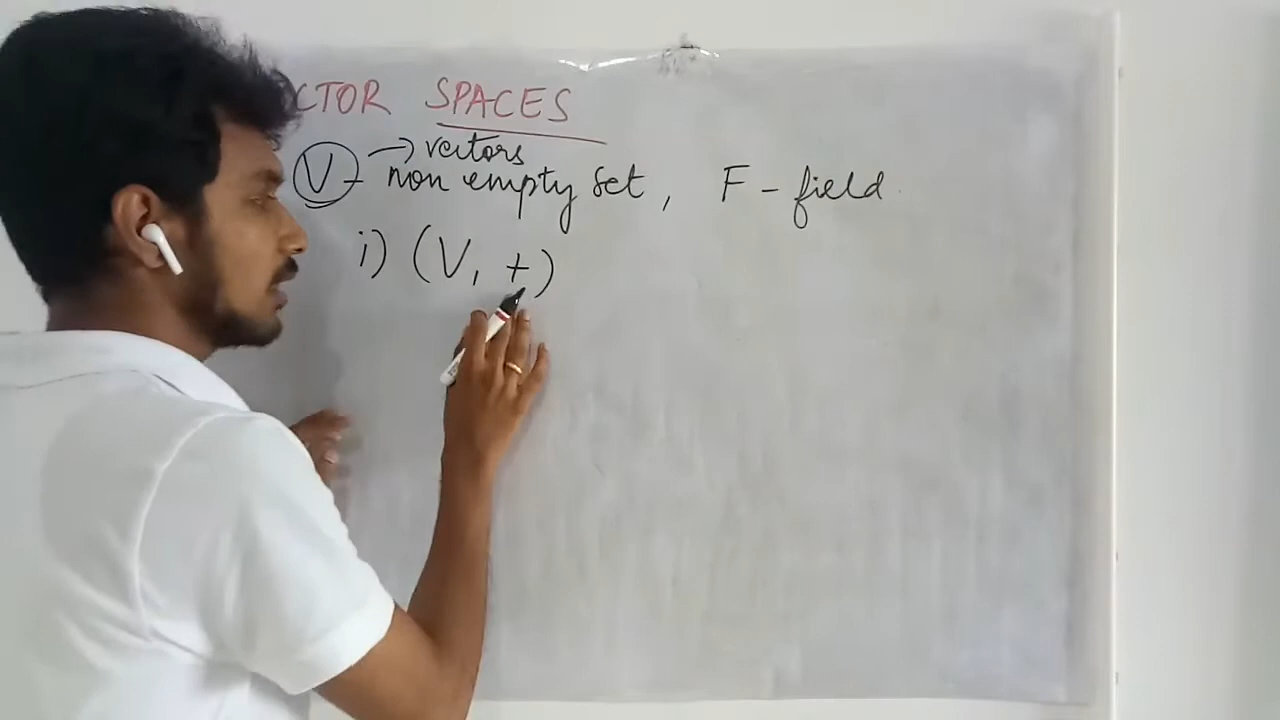 CTOR SPACES
→ vectors
V - non empty set, F - field.
i) (V, +)